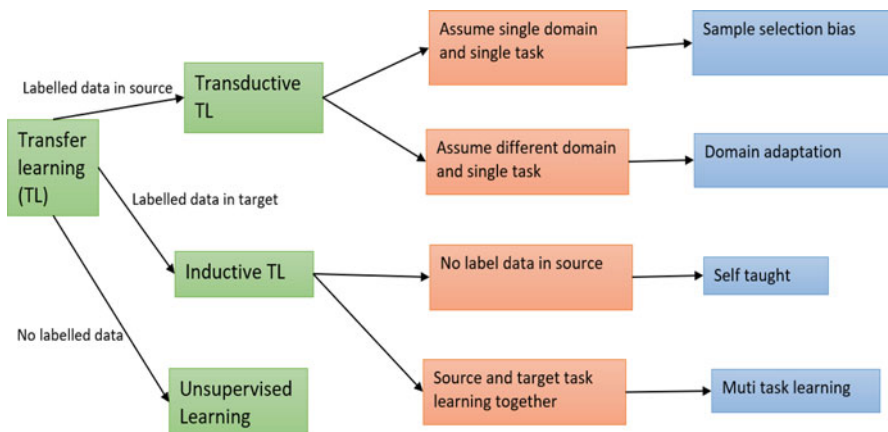 Assume single domain
and single task
Sample selection bias
Labelled data in source
Transductive
TL
Transfer
learning
(TL)
Assume different domain
and single task
Domain adaptation
Labelled data in target
Inductive TL
No label data in source
Self taught
No labelled data
Unsupervised
Learning
Source and target task
learning together
Muti task learning